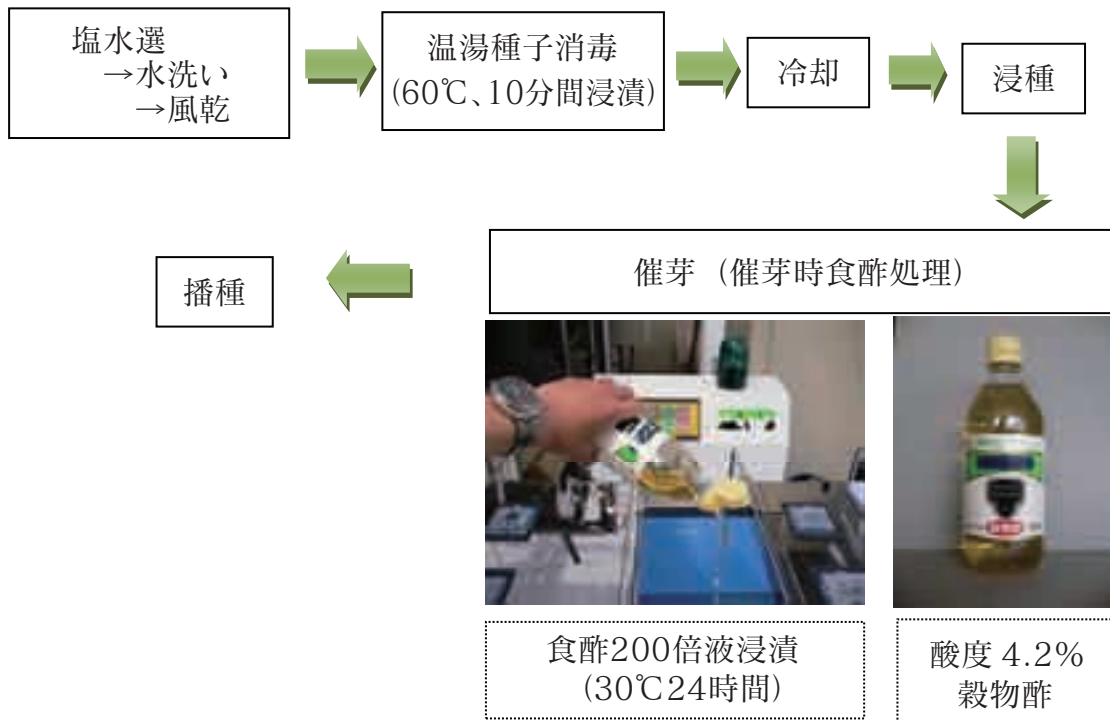 塩水選
→水洗い
→風乾
温湯種子消毒
(60℃、10分間浸漬)
冷却
浸種
催芽（催芽時食酢処理）
播種
食酢200倍液浸漬
（30℃24時間）
酸度 4.2%
穀物酢